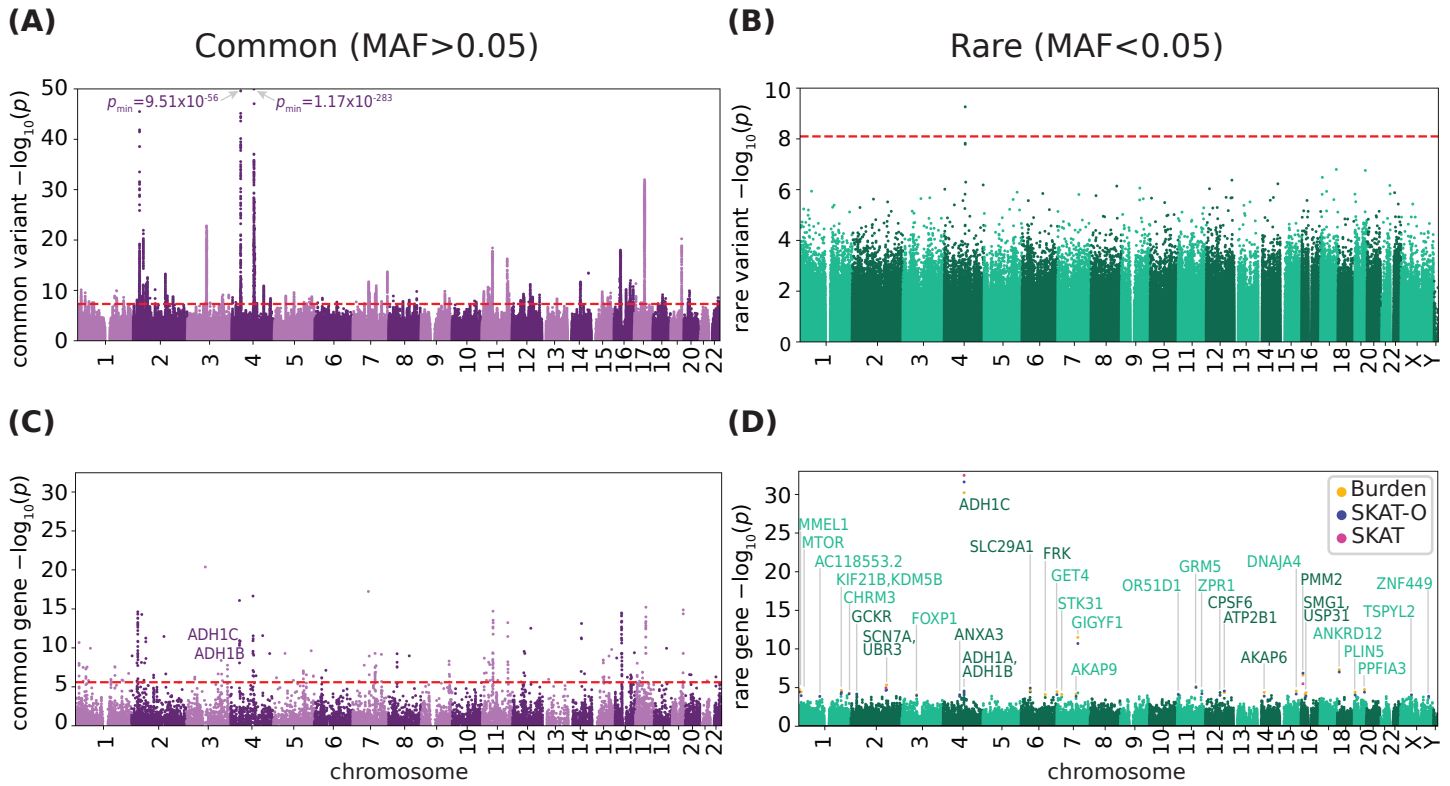 (A)
Common (MAF>0.05)
common variant −log₁₀(p)
50
40
30
20
10
0
pmin=9.51x10⁻⁵⁶
pmin=1.17x10⁻²⁸³
1 2 3 4 5 6 7 8 9 10 11 12 13 14 15 16 17 18 20 22
(B)
Rare (MAF<0.05)
rare variant −log₁₀(p)
10
8
6
4
2
0
1 2 3 4 5 6 7 8 9 10 11 12 13 14 15 16 18 20 22 X Y
(C)
common gene −log₁₀(p)
30
25
20
15
10
5
0
ADH1C
ADH1B
1 2 3 4 5 6 7 8 9 10 11 12 13 14 15 16 17 18 20 22
chromosome
(D)
rare gene −log₁₀(p)
30
25
20
15
10
5
0
Burden
SKAT-O
SKAT
MMEL1
MTOR
AC118553.2
KIF21B,KDM5B
CHRM3
GCKR
SCN7A,
UBR3
FOXP1
ADH1C
ANXA3
ADH1A,
ADH1B
SLC29A1
FRK
GET4
STK31
GIGYF1
AKAP9
OR51D1
GRM5
ZPR1
CPSF6
ATP2B1
AKAP6
DNAJA4
PMM2
SMG1,
USP31
ANKRD12
PLIN5
PPFIA3
TSPYL2
ZNF449
1 2 3 4 5 6 7 8 9 10 11 12 13 14 15 16 18 20 22 X Y
chromosome